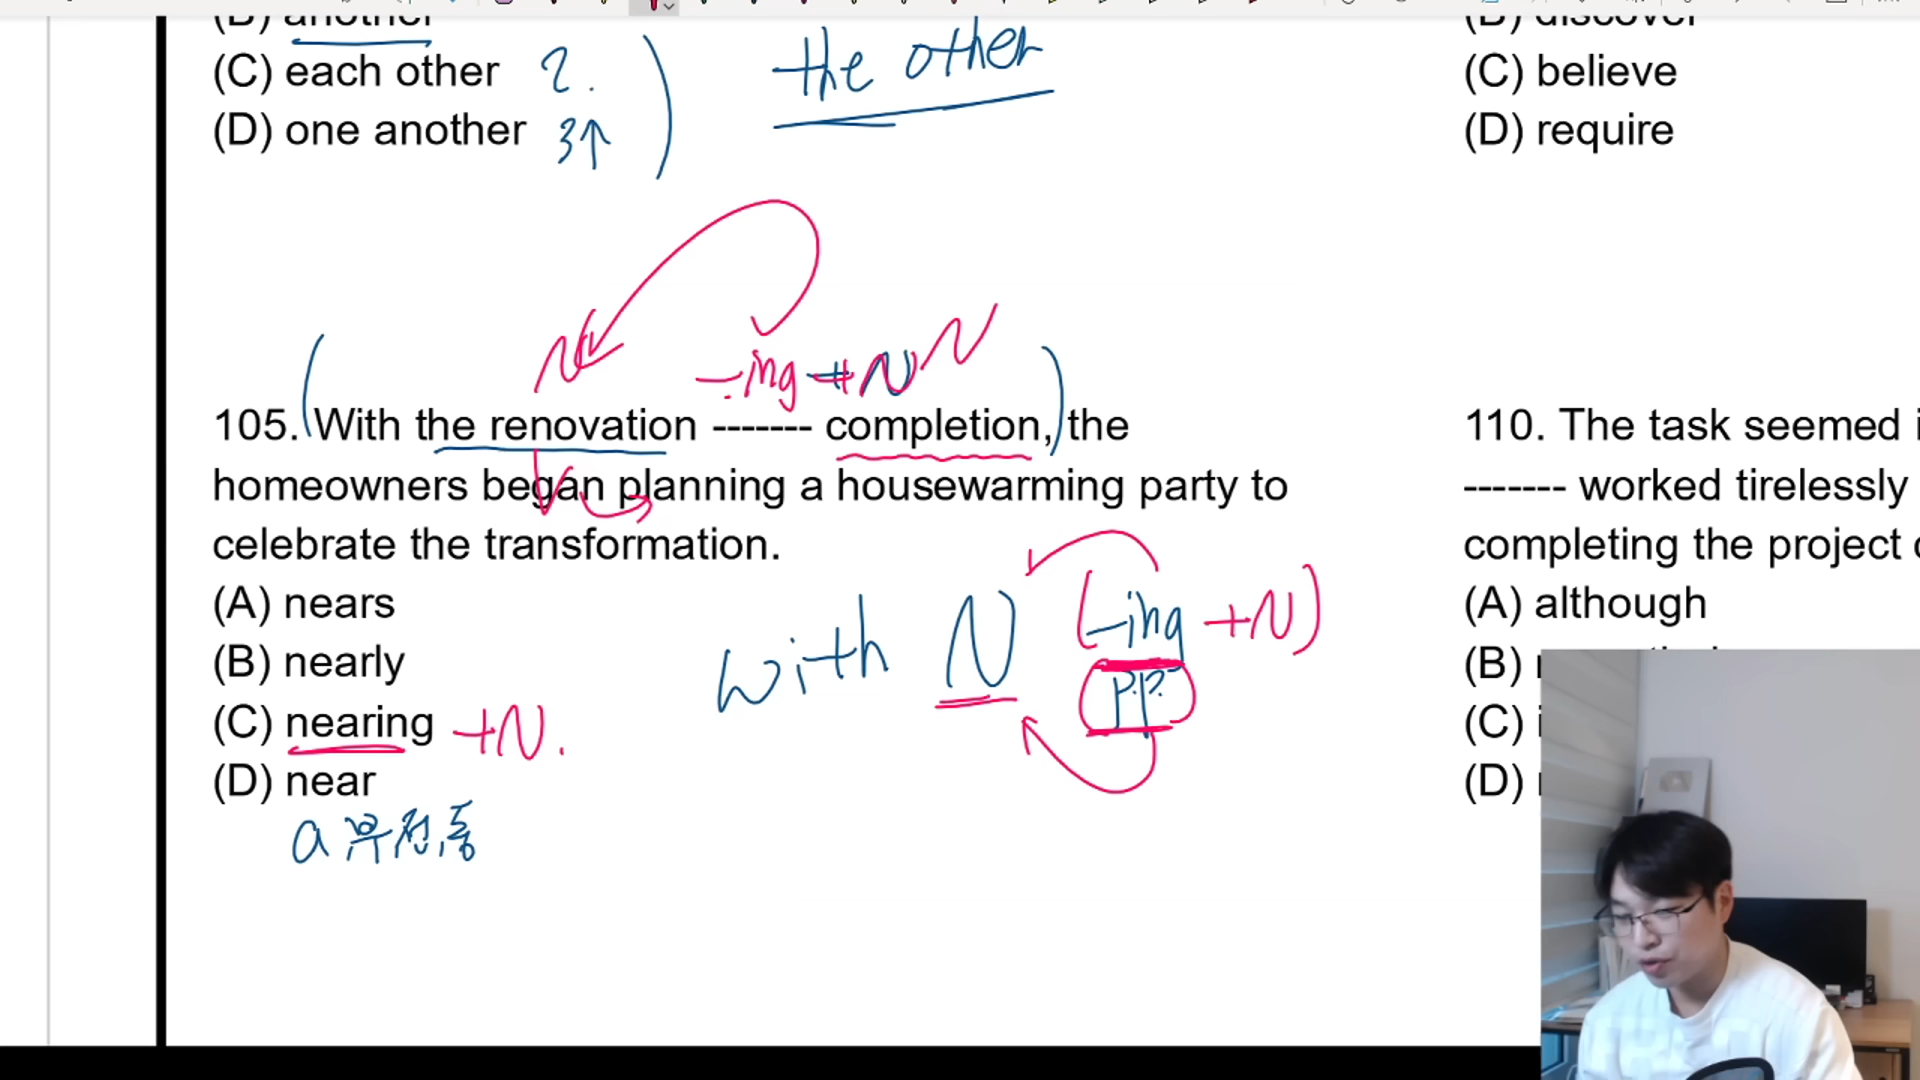 (B) another
(C) each other 2.
(D) one another 3↑
the other
N -ing + N N
105. With the renovation ------- completion, the
homeowners began planning a housewarming party to
celebrate the transformation.
(A) nears
(B) nearly
(C) nearing +N.
(D) near
a
with N (-ing +N)
P.P.
(B) discover
(C) believe
(D) require
110. The task seemed i
------- worked tirelessly
completing the project
(A) although
(B)
(C) i
(D)